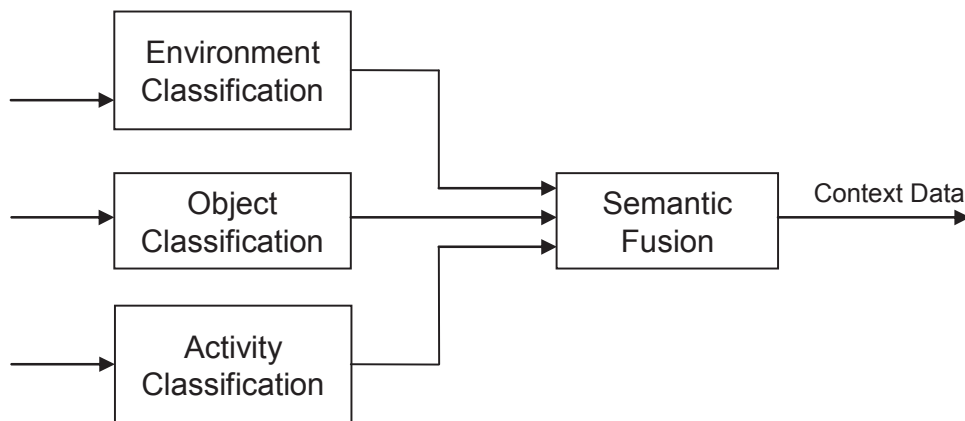 Environment
Classification
Object
Classification
Semantic
Fusion
Context Data
Activity
Classification